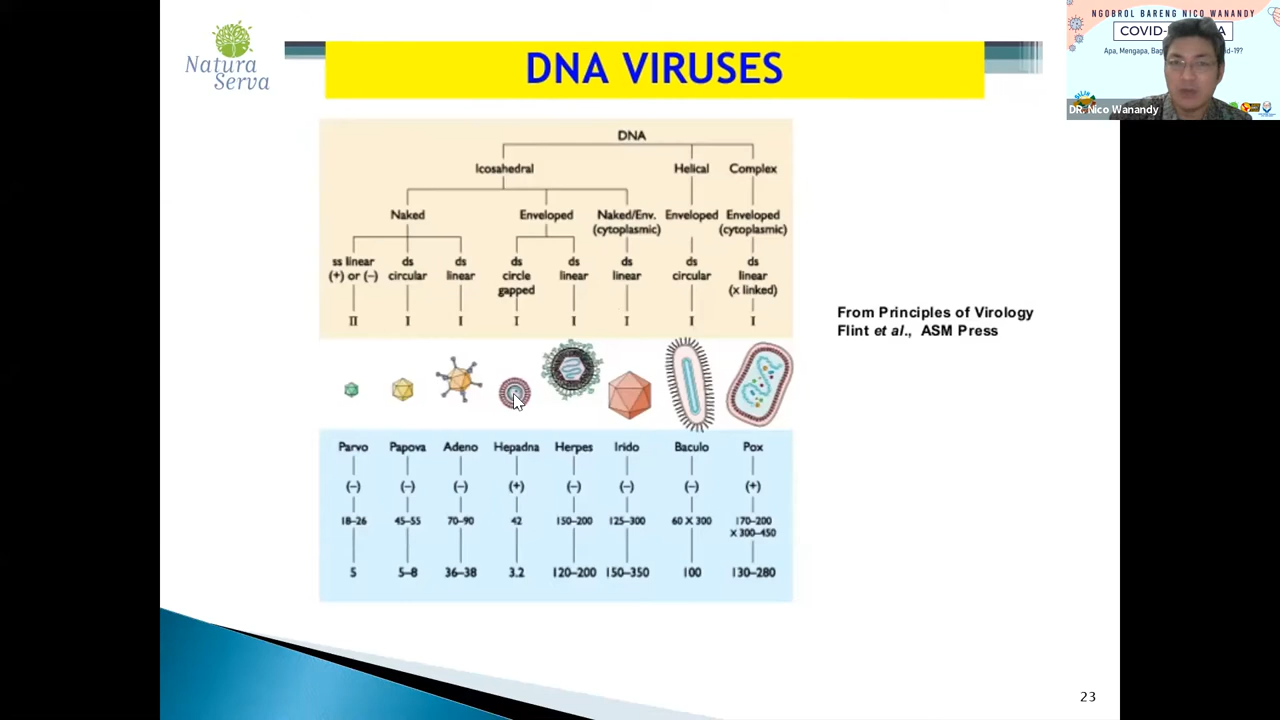 Natura
Serva
DNA VIRUSES
NGOBROL BARENG NICO WANANDY
COVID-
Apa, Mengapa,
DR. Nico Wanandy
DNA
Icosahedral Helical Complex
Naked Enveloped Naked/Env. Enveloped Enveloped
(cytoplasmic) (cytoplasmic)
ss linear ds ds ds ds ds ds ds
(+) or (–) circular linear circle linear linear circular linear
gapped (x linked)
II I I I I I I I
From Principles of Virology
Flint et al., ASM Press
Parvo Papova Adeno Hepadna Herpes Irido Baculo Pox
(–) (–) (–) (+) (–) (–) (–) (+)
18–26 45–55 70–90 42 150–200 125–300 60 X 300 170–200
X 300–450
5 5–8 36–38 3.2 120–200 150–350 100 130–280
23